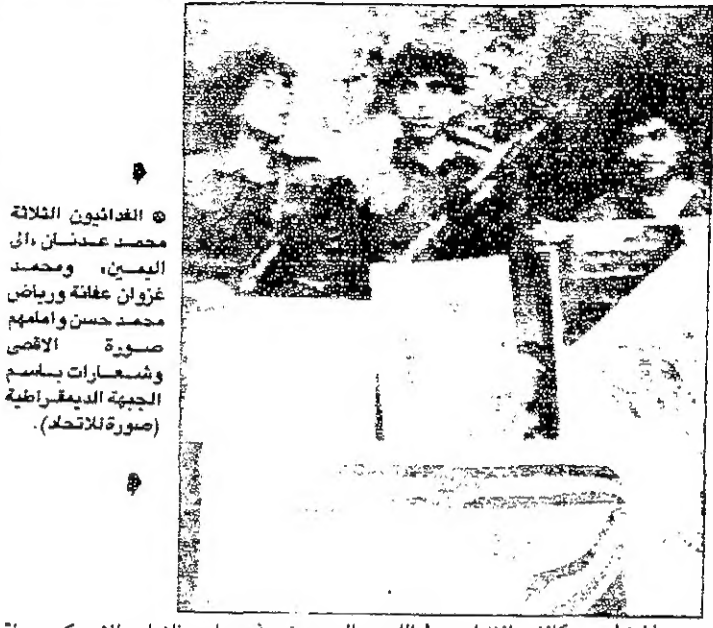 الفدائيون الثلاثة
محمد عدنان «الى
اليمين» ومحمد
غزوان عفانة ورياض
محمد حسن وامامهم
صورة الاقصى
وشعارات باسم
الجبهة الديمقراطية
(صورة للاتحاد).